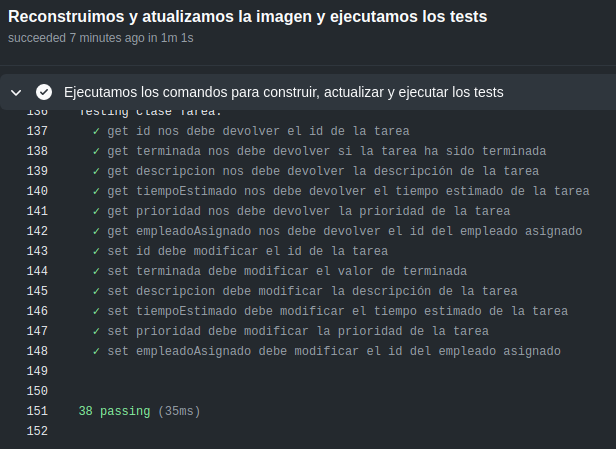 Reconstruimos y atualizamos la imagen y ejecutamos los tests
succeeded 7 minutes ago in 1m 1s
Ejecutamos los comandos para construir, actualizar y ejecutar los tests
136 Testing clase Tarea:
137 ✓ get id nos debe devolver el id de la tarea
138 ✓ get terminada nos debe devolver si la tarea ha sido terminada
139 ✓ get descripcion nos debe devolver la descripción de la tarea
140 ✓ get tiempoEstimado nos debe devolver el tiempo estimado de la tarea
141 ✓ get prioridad nos debe devolver la prioridad de la tarea
142 ✓ get empleadoAsignado nos debe devolver el id del empleado asignado
143 ✓ set id debe modificar el id de la tarea
144 ✓ set terminada debe modificar el valor de terminada
145 ✓ set descripcion debe modificar la descripción de la tarea
146 ✓ set tiempoEstimado debe modificar el tiempo estimado de la tarea
147 ✓ set prioridad debe modificar la prioridad de la tarea
148 ✓ set empleadoAsignado debe modificar el id del empleado asignado
149
150
151 38 passing (35ms)
152